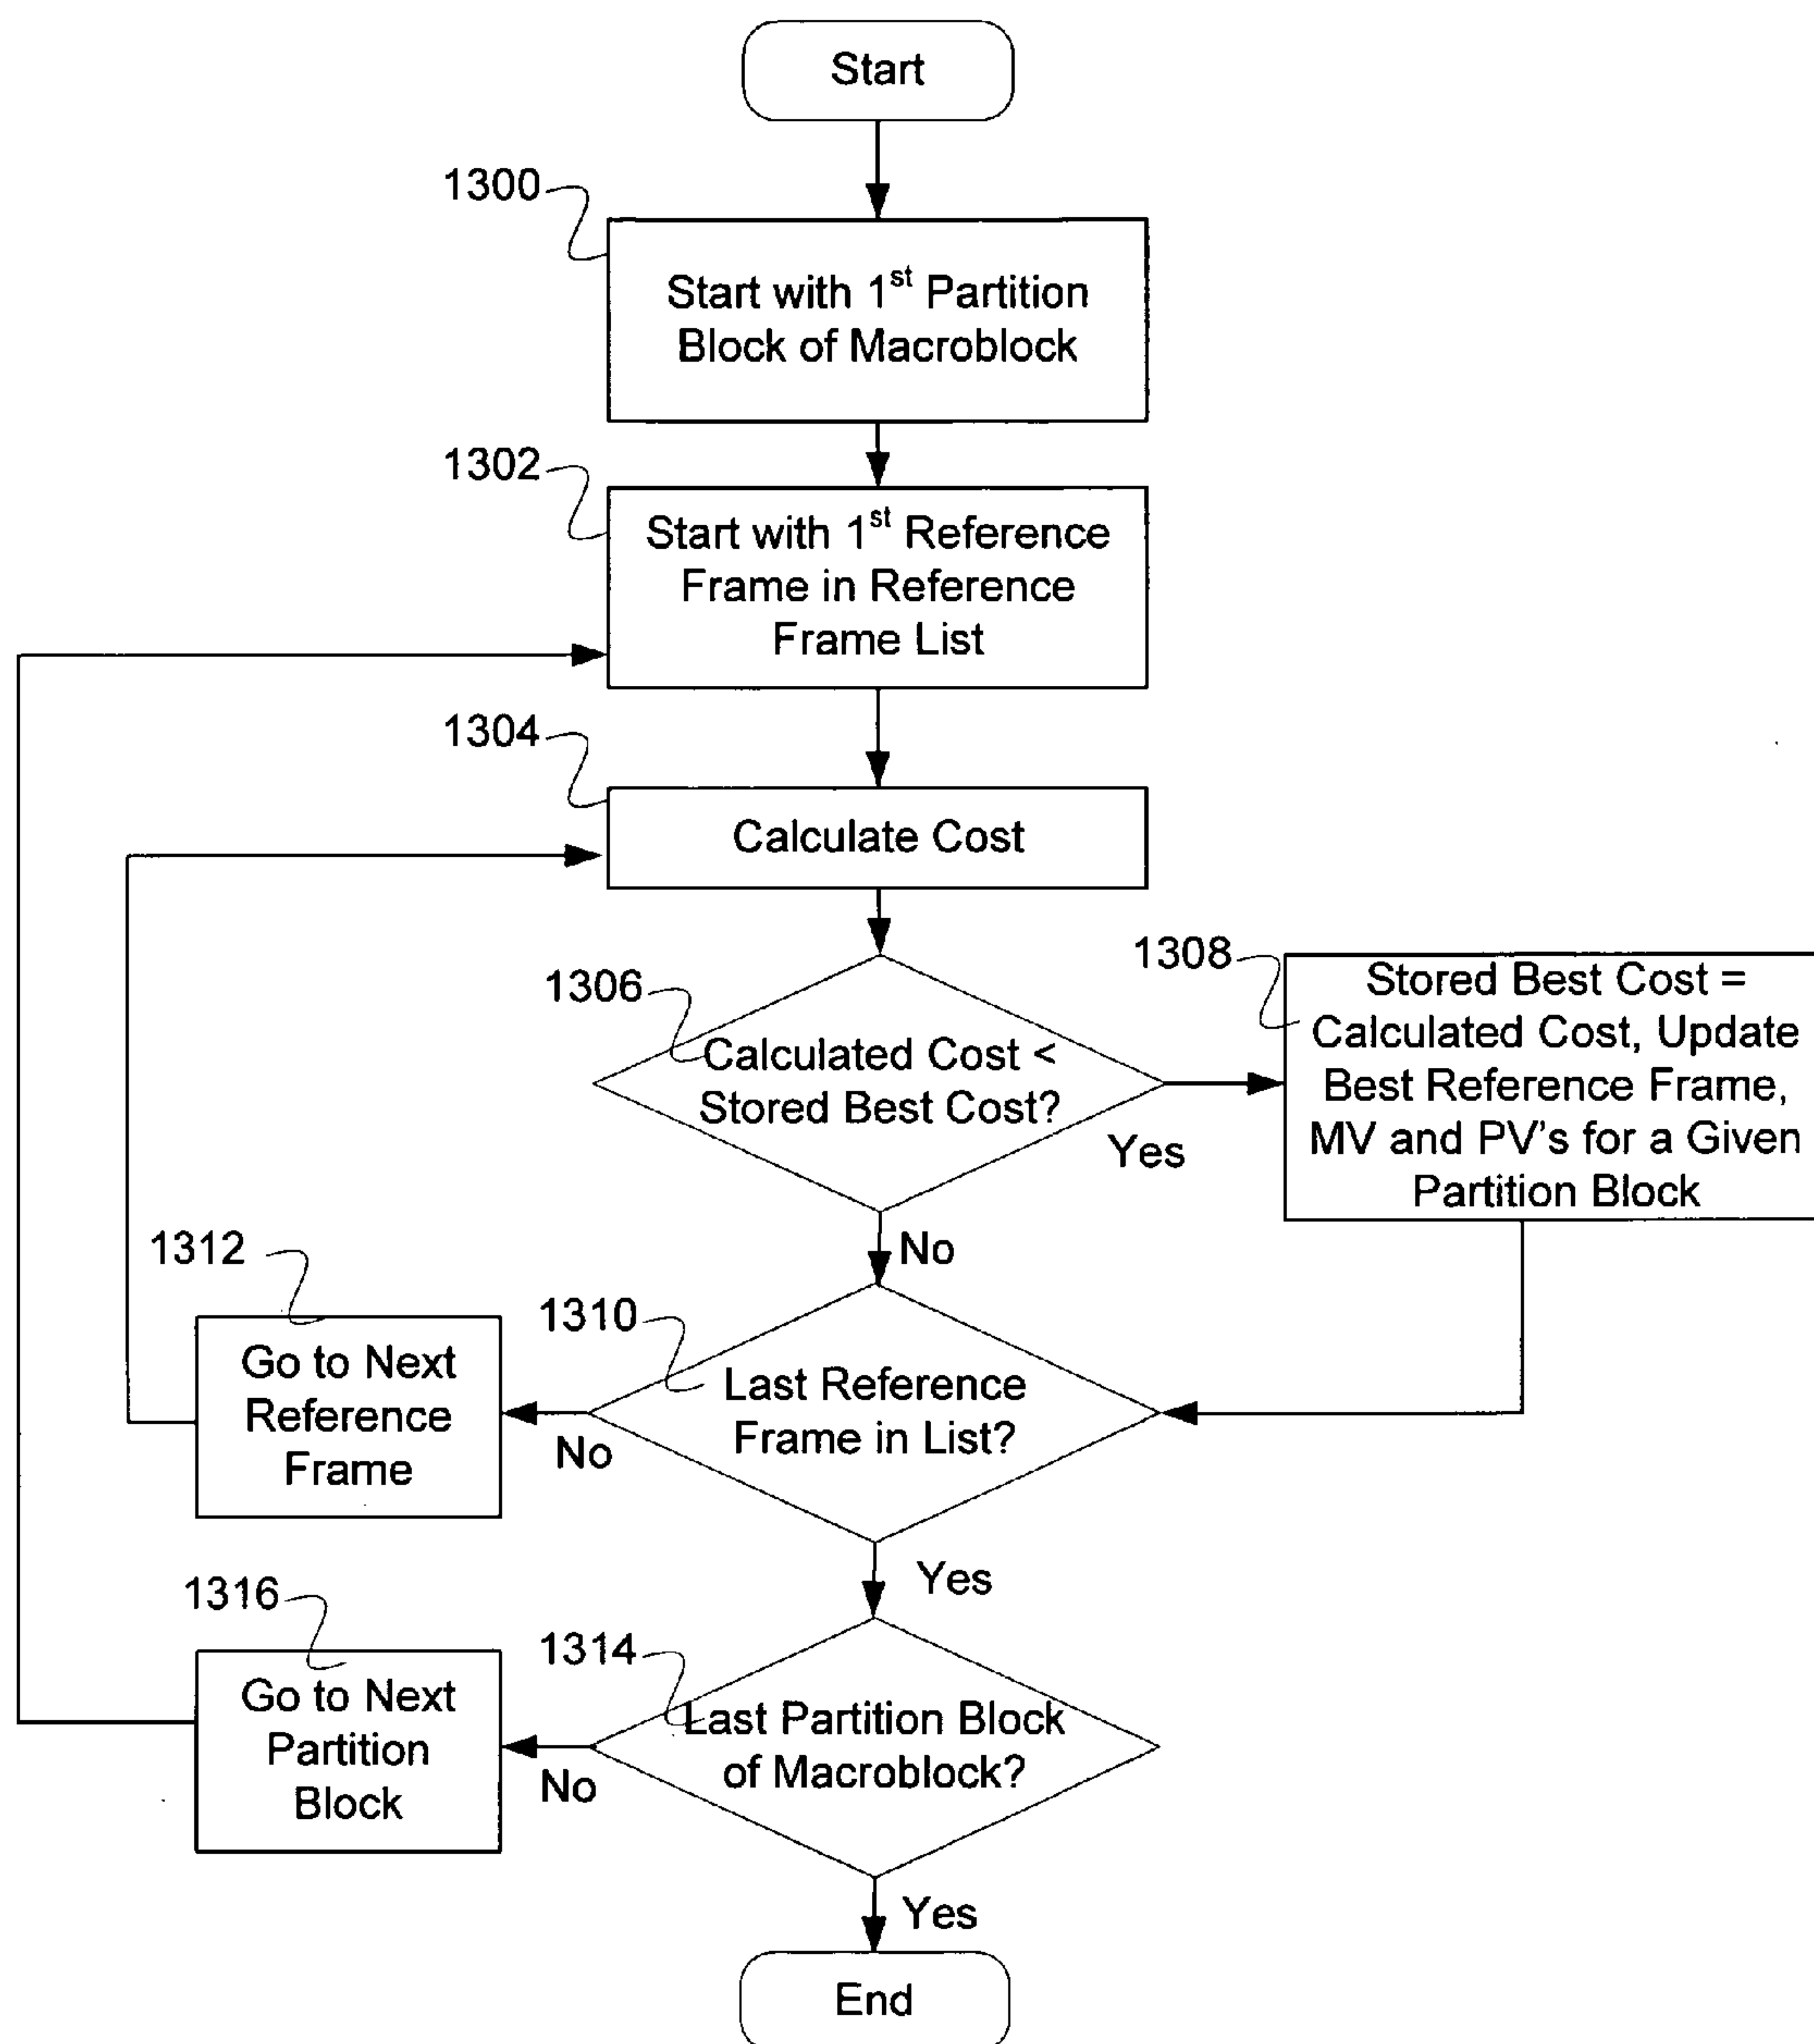 Start
1300
Start with 1st Partition
Block of Macroblock
1302
Start with 1st Reference
Frame in Reference
Frame List
1304
Calculate Cost
1306
Calculated Cost <
Stored Best Cost?
Yes
No
1308
Stored Best Cost =
Calculated Cost, Update
Best Reference Frame,
MV and PV's for a Given
Partition Block
1310
Last Reference
Frame in List?
No
Yes
1312
Go to Next
Reference
Frame
1314
Last Partition Block
of Macroblock?
No
Yes
1316
Go to Next
Partition
Block
End